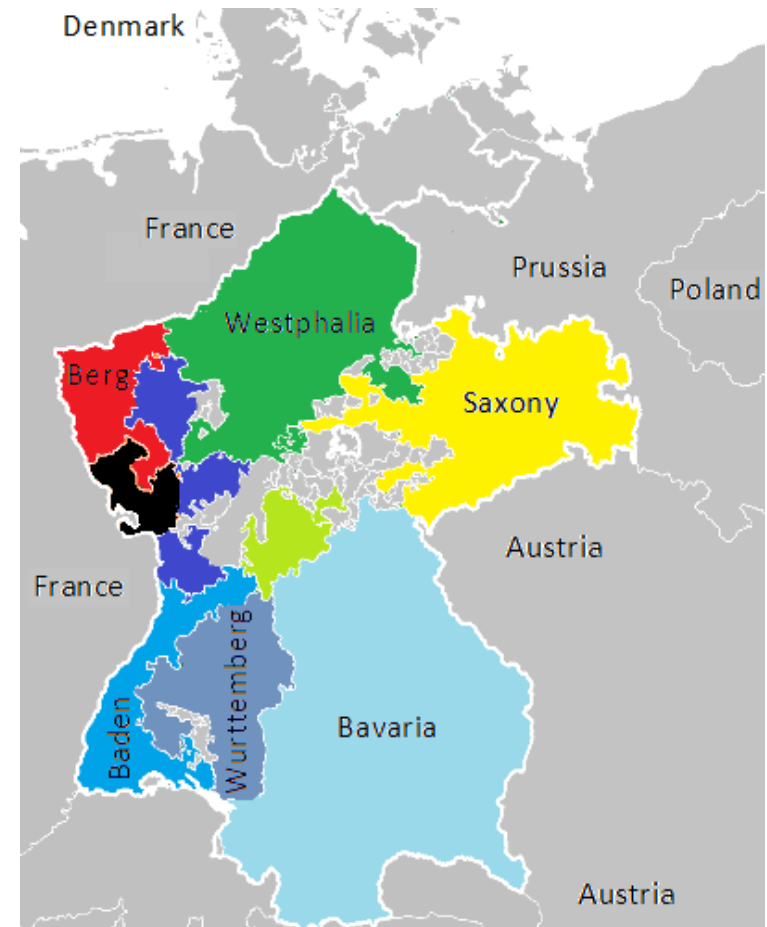 Denmark
France
Prussia
Poland
Westphalia
Berg
Saxony
Austria
France
Wurttemberg
Baden
Bavaria
Austria